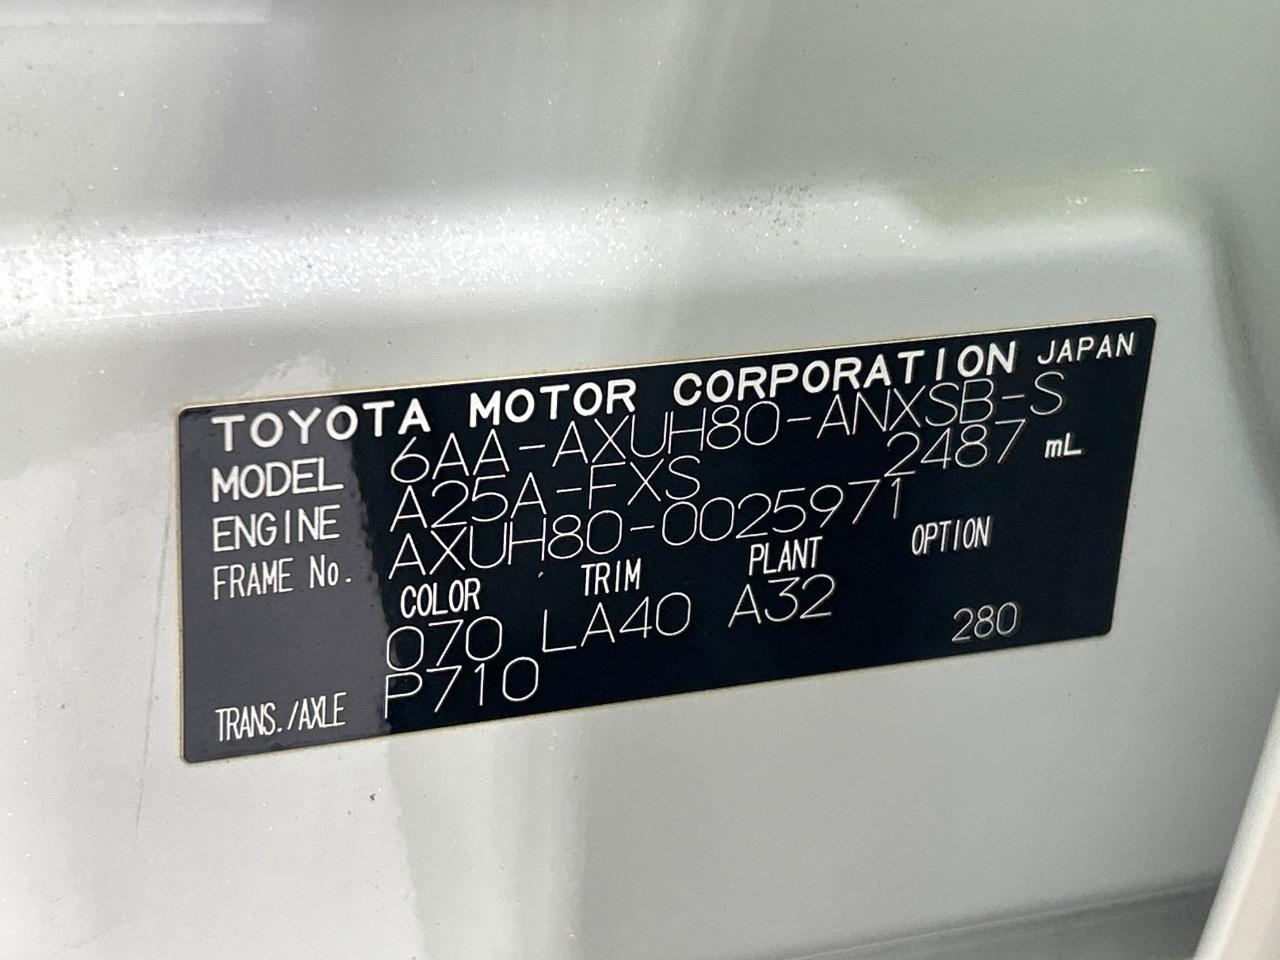 TOYOTA MOTOR CORPORATION JAPAN
MODEL 6AA-AXUH80-ANXSB-S
ENGINE A25A-FXS 2487 mL
FRAME No. AXUH80-0025971
COLOR TRIM PLANT OPTION
070 LA40 A32 280
TRANS./AXLE P710